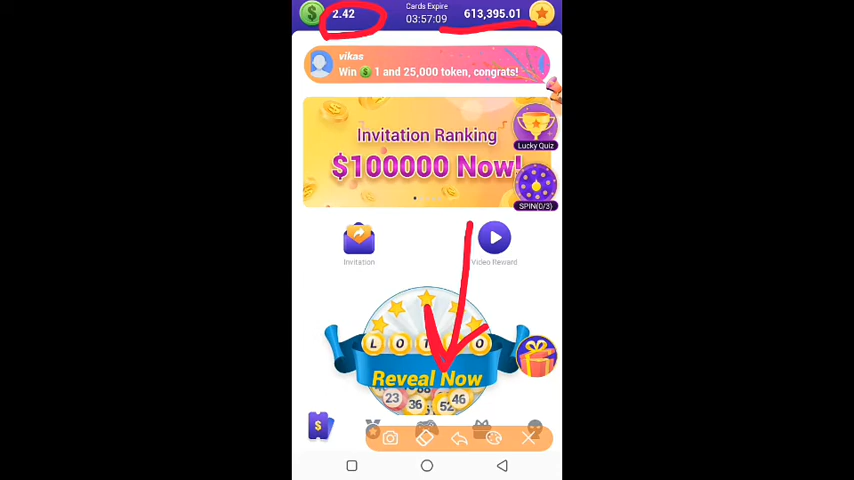 2.42
Cards Expire
03:57:09
613,395.01
vikas
Win $ 1 and 25,000 token, congrats!
Invitation Ranking
$100000 Now!
Lucky Quiz
SPIN(0/3)
Invitation
Video Reward
Reveal Now
23
36
52
46